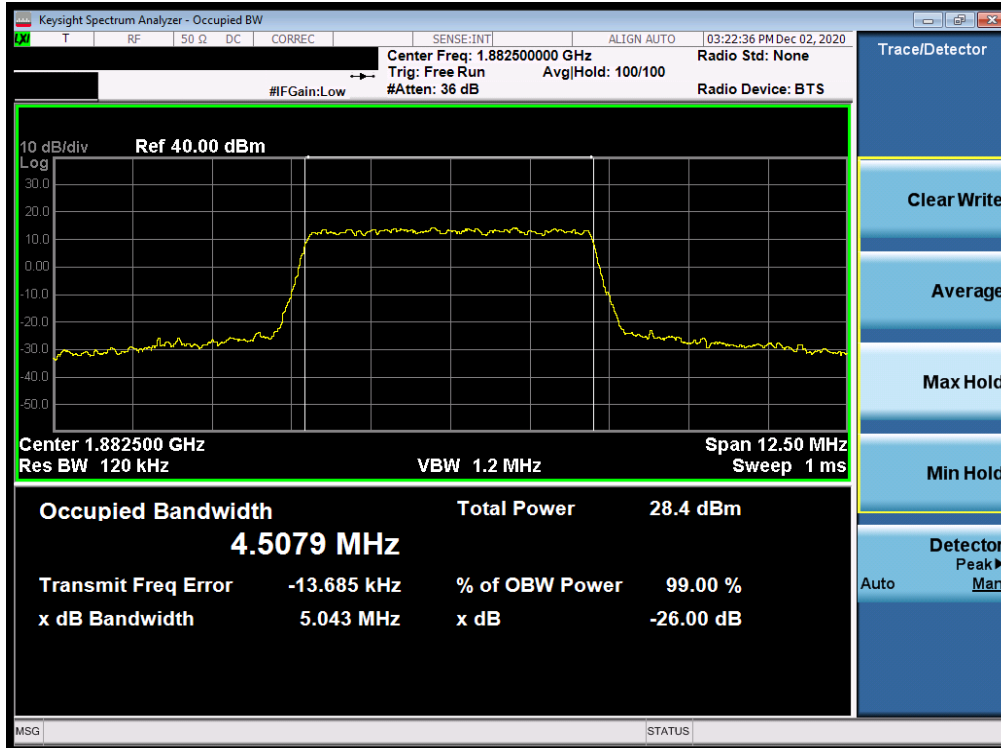 Keysight Spectrum Analyzer - Occupied BW
LXI T RF 50 Ω DC CORREC SENSE:INT ALIGN AUTO 03:22:36 PM Dec 02, 2020
Center Freq: 1.882500000 GHz Radio Std: None
Trig: Free Run Avg|Hold: 100/100
#IFGain:Low #Atten: 36 dB Radio Device: BTS
Trace/Detector
10 dB/div Ref 40.00 dBm
Log
30.0
20.0
10.0
0.00
-10.0
-20.0
-30.0
-40.0
-50.0
Center 1.882500 GHz Span 12.50 MHz
Res BW 120 kHz VBW 1.2 MHz Sweep 1 ms
Occupied Bandwidth Total Power 28.4 dBm
4.5079 MHz
Transmit Freq Error -13.685 kHz % of OBW Power 99.00 %
x dB Bandwidth 5.043 MHz x dB -26.00 dB
Clear Write
Average
Max Hold
Min Hold
Detector
Peak
Auto Man
MSG STATUS